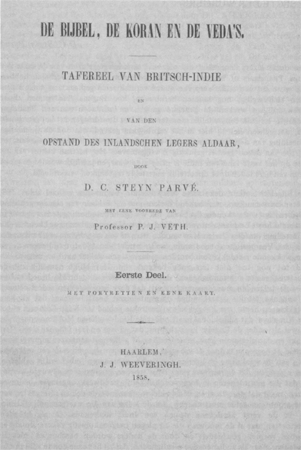 DE BIJBEL, DE KORAN EN DE VEDA'S.
TAFEREEL VAN BRITSCH-INDIE
EN
VAN DEN
OPSTAND DES INLANDSCHEN LEGERS ALDAAR,
DOOR
D. C. STEYN PARVÉ.
MET EENE VOORREDE VAN
Professor P. J. VETH.
Eerste Deel.
MET PORTRETTEN EN EENE KAART.
HAARLEM,
J. J. WEEVERINGH.
1858.